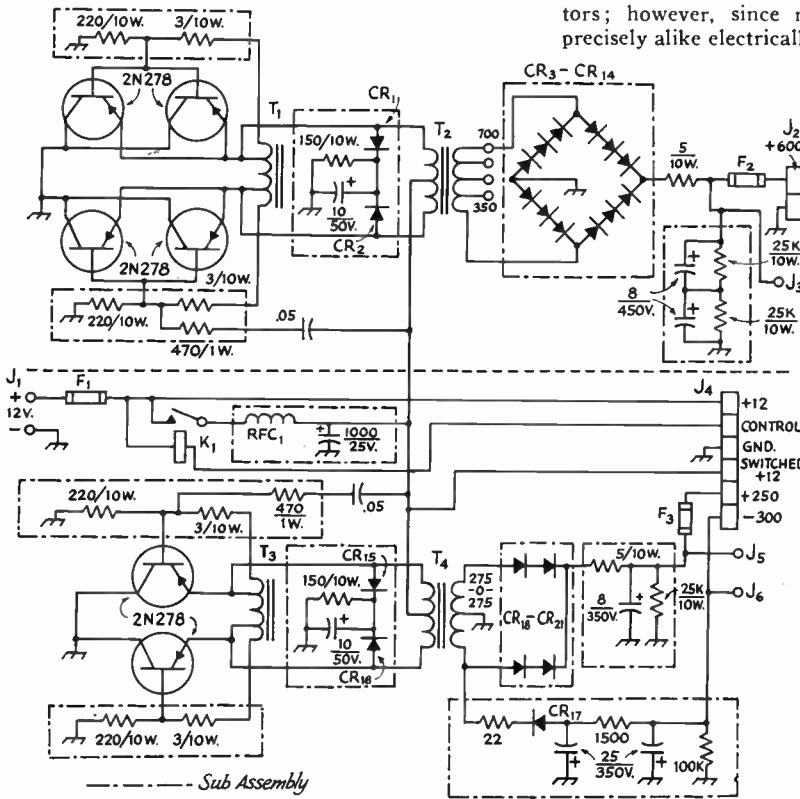 tors; however, since
precisely alike electricall
220/10W. 3/10W.
2N278
T1
CR1
CR3-CR14
150/10W.
T2
700
350
+
10
50V.
CR2
5
10W.
F2
J2
+600
2N278
3/10W.
220/10W.
470/1W.
.05
+
8
450V.
+
25K
10W.
J3
25K
10W.
J1
+
12V.
-
F1
K1
RFC1
+
1000
25V.
J4
+12
CONTROL
GND.
SWITCHED
+12
+250
-300
F3
J5
J6
220/10W.
470
1W.
.05
3/10W.
T3
CR15
T4
2N278
150/10W.
+
10
50V.
CR16
275
-0-
275
CR18-CR21
5/10W.
8
350V.
+
25K
10W.
220/10W. 3/10W.
22
CR17
1500
25
350V.
+
+
100K
Sub Assembly